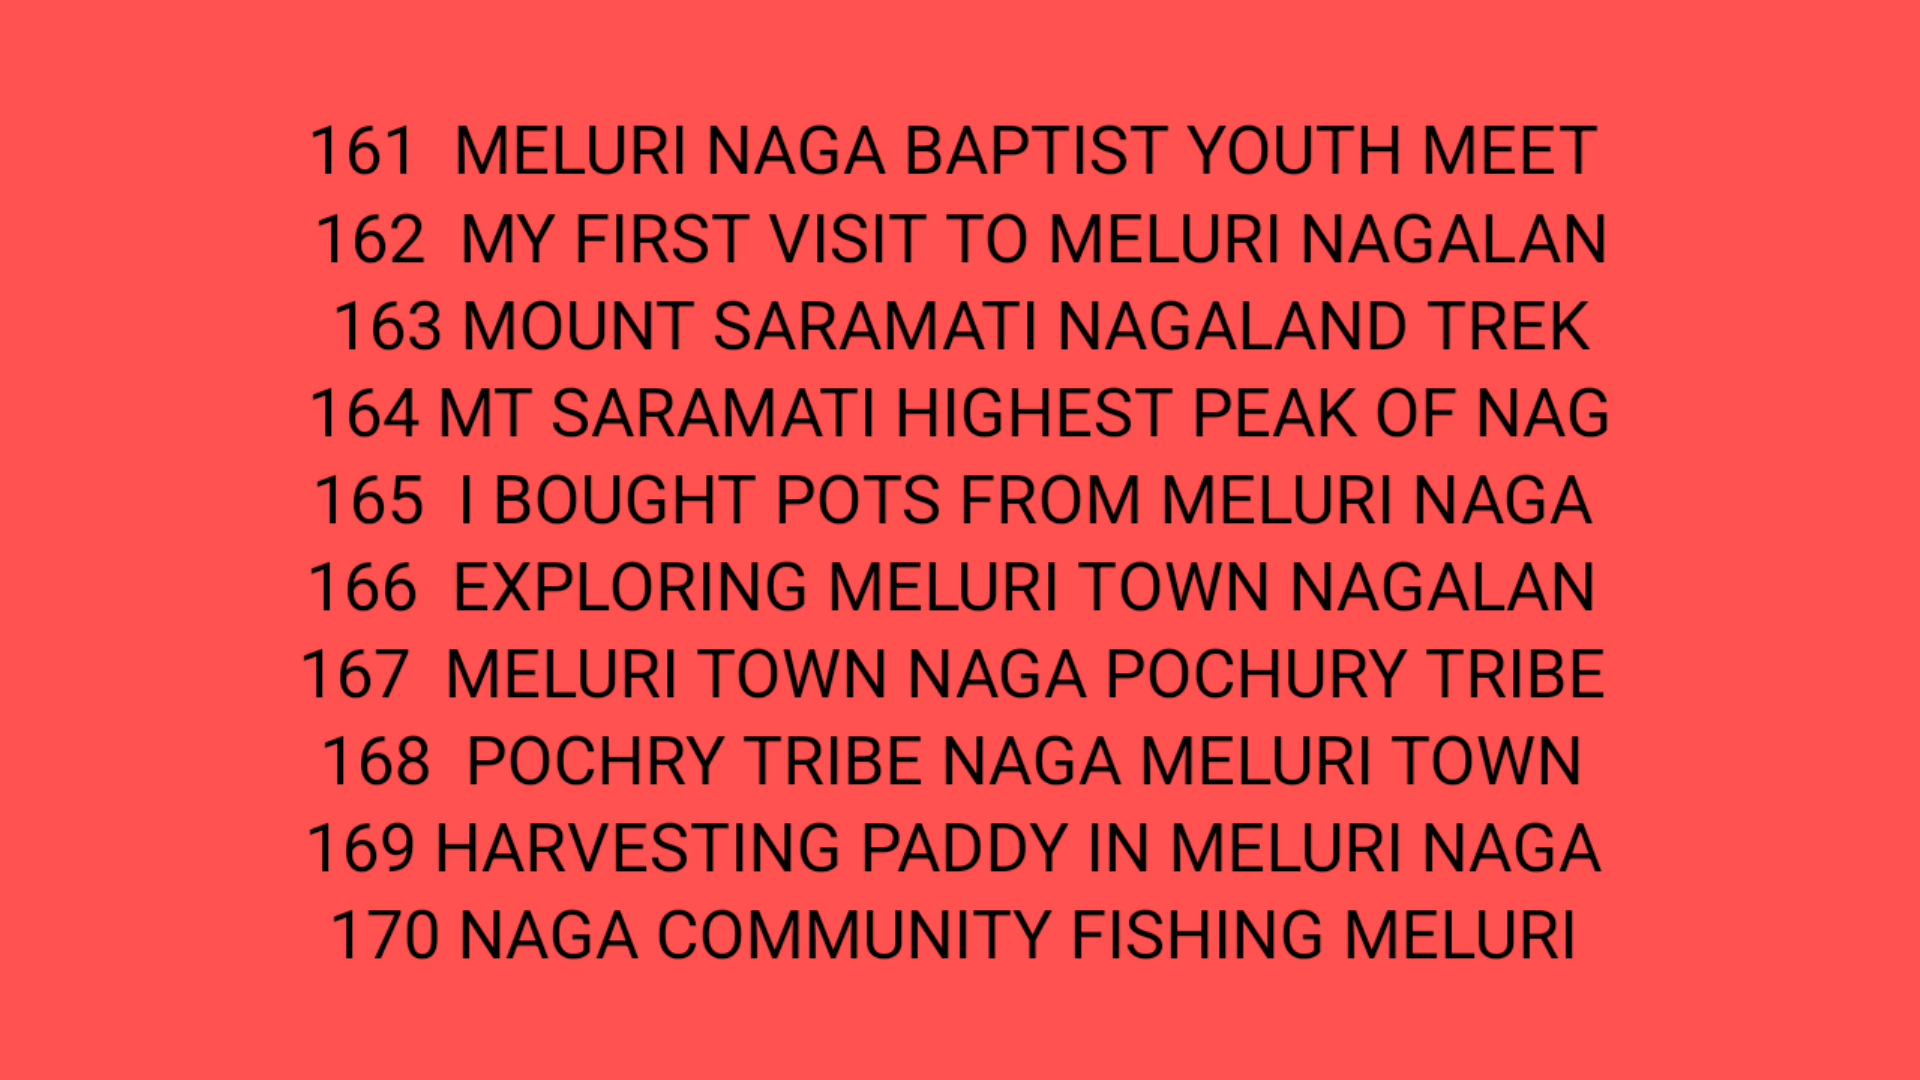 161  MELURI NAGA BAPTIST YOUTH MEET
162  MY FIRST VISIT TO MELURI NAGALAN
163 MOUNT SARAMATI NAGALAND TREK
164 MT SARAMATI HIGHEST PEAK OF NAG
165  I BOUGHT POTS FROM MELURI NAGA
166  EXPLORING MELURI TOWN NAGALAN
167  MELURI TOWN NAGA POCHURY TRIBE
168  POCHRY TRIBE NAGA MELURI TOWN
169 HARVESTING PADDY IN MELURI NAGA
170 NAGA COMMUNITY FISHING MELURI